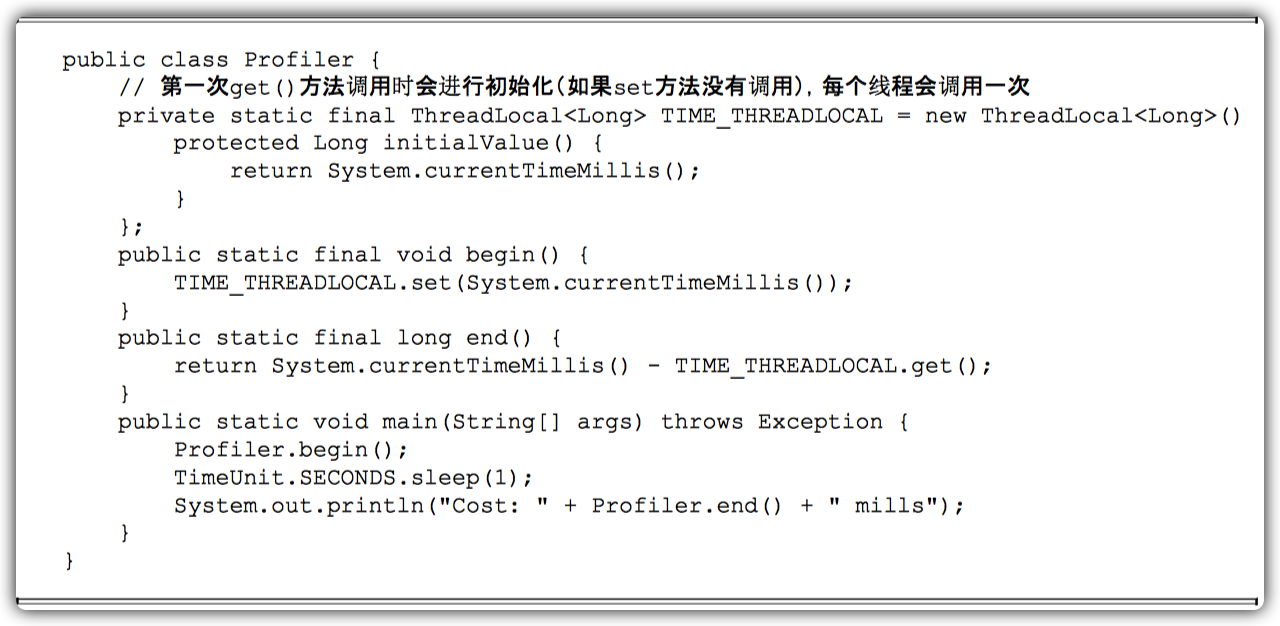 public class Profiler {
    // 第一次get()方法调用时会进行初始化(如果set方法没有调用), 每个线程会调用一次
    private static final ThreadLocal<Long> TIME_THREADLOCAL = new ThreadLocal<Long>()
        protected Long initialValue() {
            return System.currentTimeMillis();
        }
    };
    public static final void begin() {
        TIME_THREADLOCAL.set(System.currentTimeMillis());
    }
    public static final long end() {
        return System.currentTimeMillis() - TIME_THREADLOCAL.get();
    }
    public static void main(String[] args) throws Exception {
        Profiler.begin();
        TimeUnit.SECONDS.sleep(1);
        System.out.println("Cost: " + Profiler.end() + " mills");
    }
}